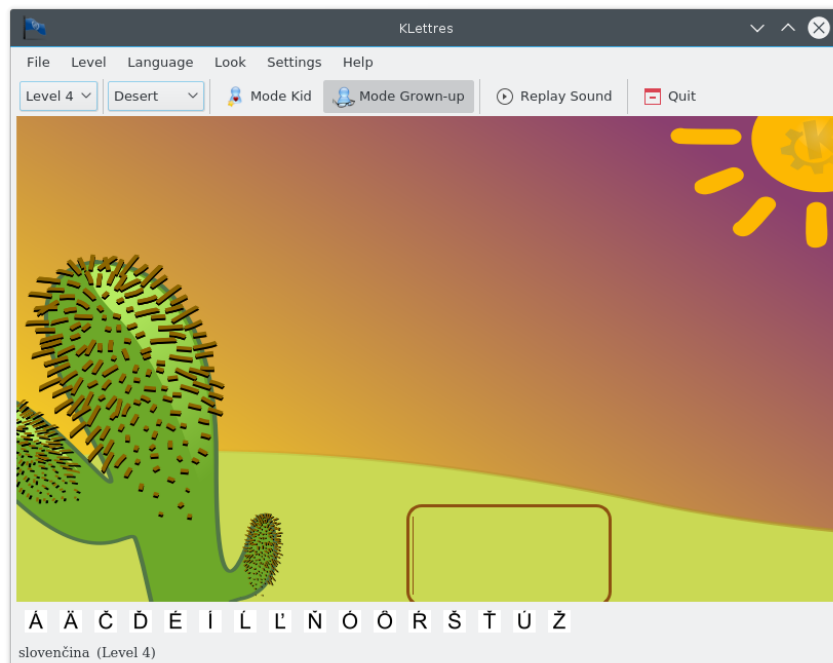 KLettres
File Level Language Look Settings Help
Level 4 Desert Mode Kid Mode Grown-up Replay Sound Quit
Á Ä Č Ď É Í Ĺ Ľ Ň Ó Ô Ŕ Š Ť Ú Ž
slovenčina (Level 4)